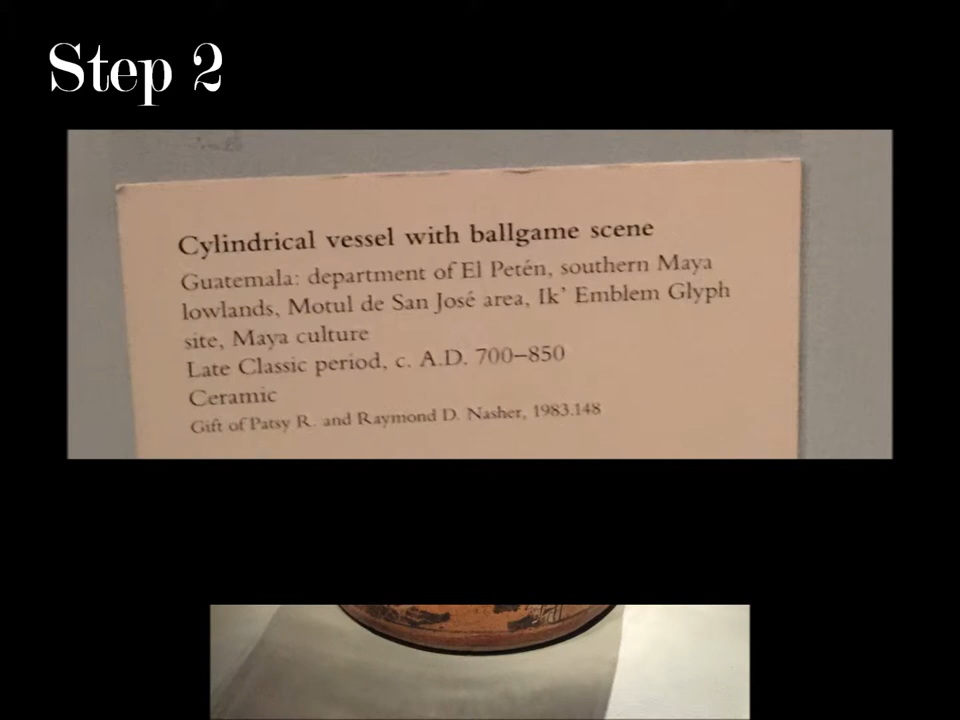 Step 2
Cylindrical vessel with ballgame scene
Guatemala: department of El Petén, southern Maya
lowlands, Motul de San José area, Ik’ Emblem Glyph
site, Maya culture
Late Classic period, c. A.D. 700–850
Ceramic
Gift of Patsy R. and Raymond D. Nasher, 1983.148